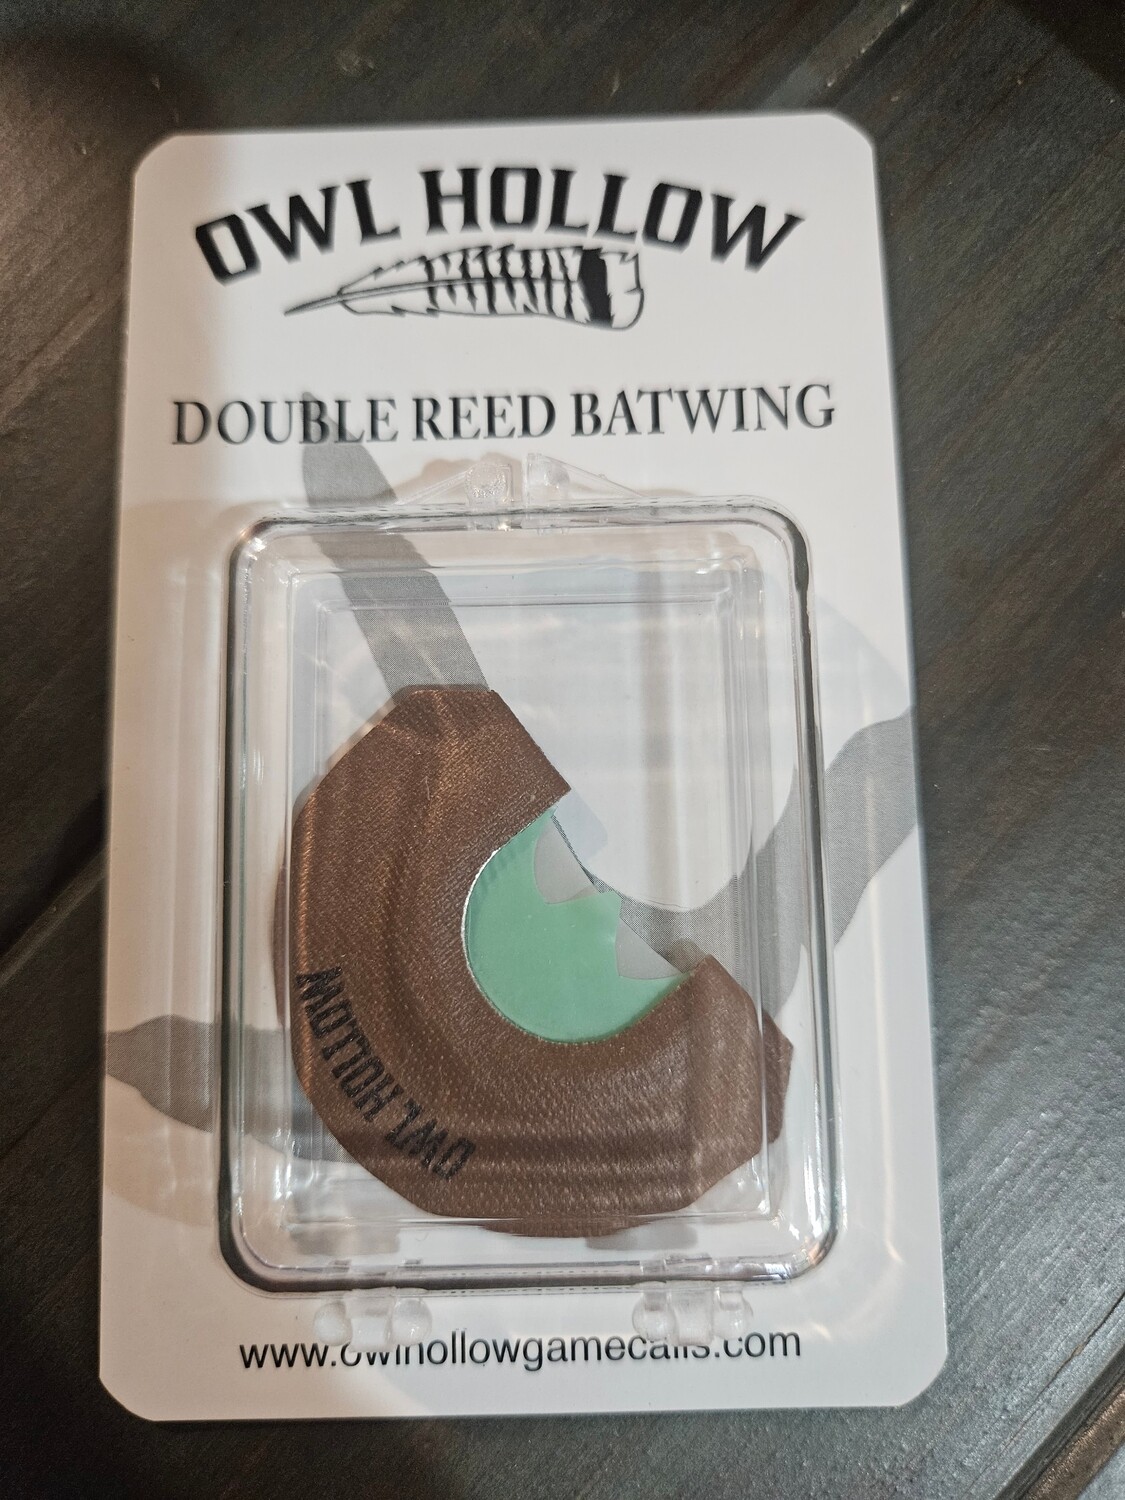 OWL HOLLOW
DOUBLE REED BATWING
OWL HOLLOW
www.owlhollowgamecalls.com